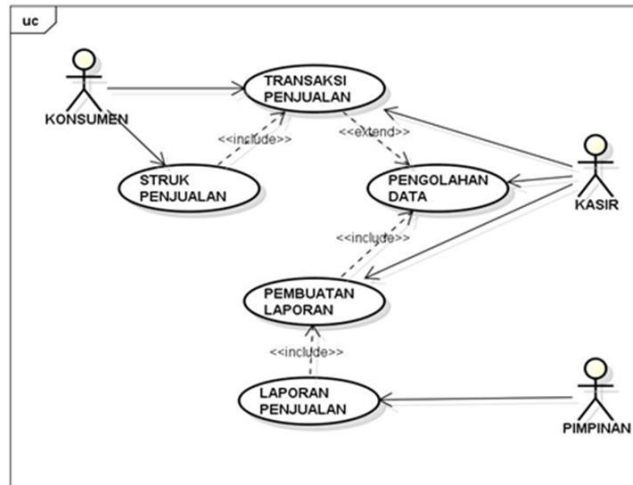 uc
TRANSAKSI
PENJUALAN
KONSUMEN
<<include>>
<<extend>>
STRUK
PENJUALAN
PENGOLAHAN
DATA
KASIR
<<include>>
PEMBUATAN
LAPORAN
<<include>>
LAPORAN
PENJUALAN
PIMPINAN